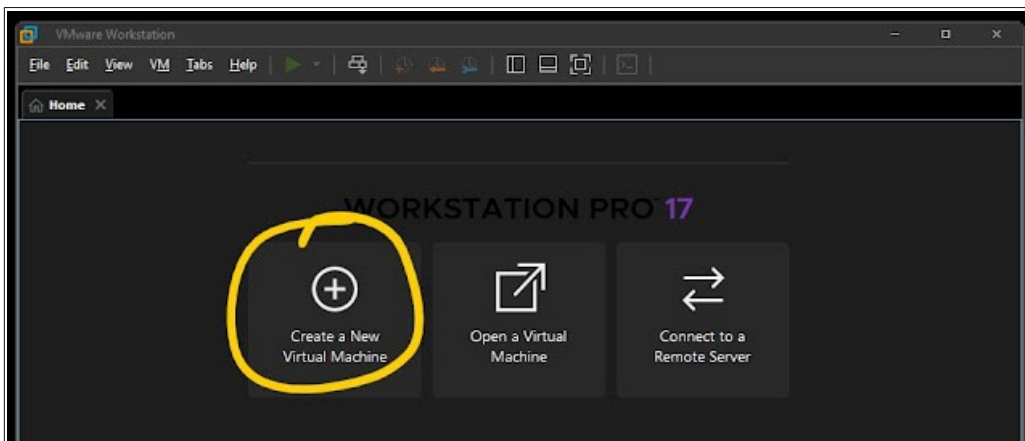 VMware Workstation
File Edit View VM Tabs Help
Home
WORKSTATION PRO™ 17
Create a New
Virtual Machine
Open a Virtual
Machine
Connect to a
Remote Server